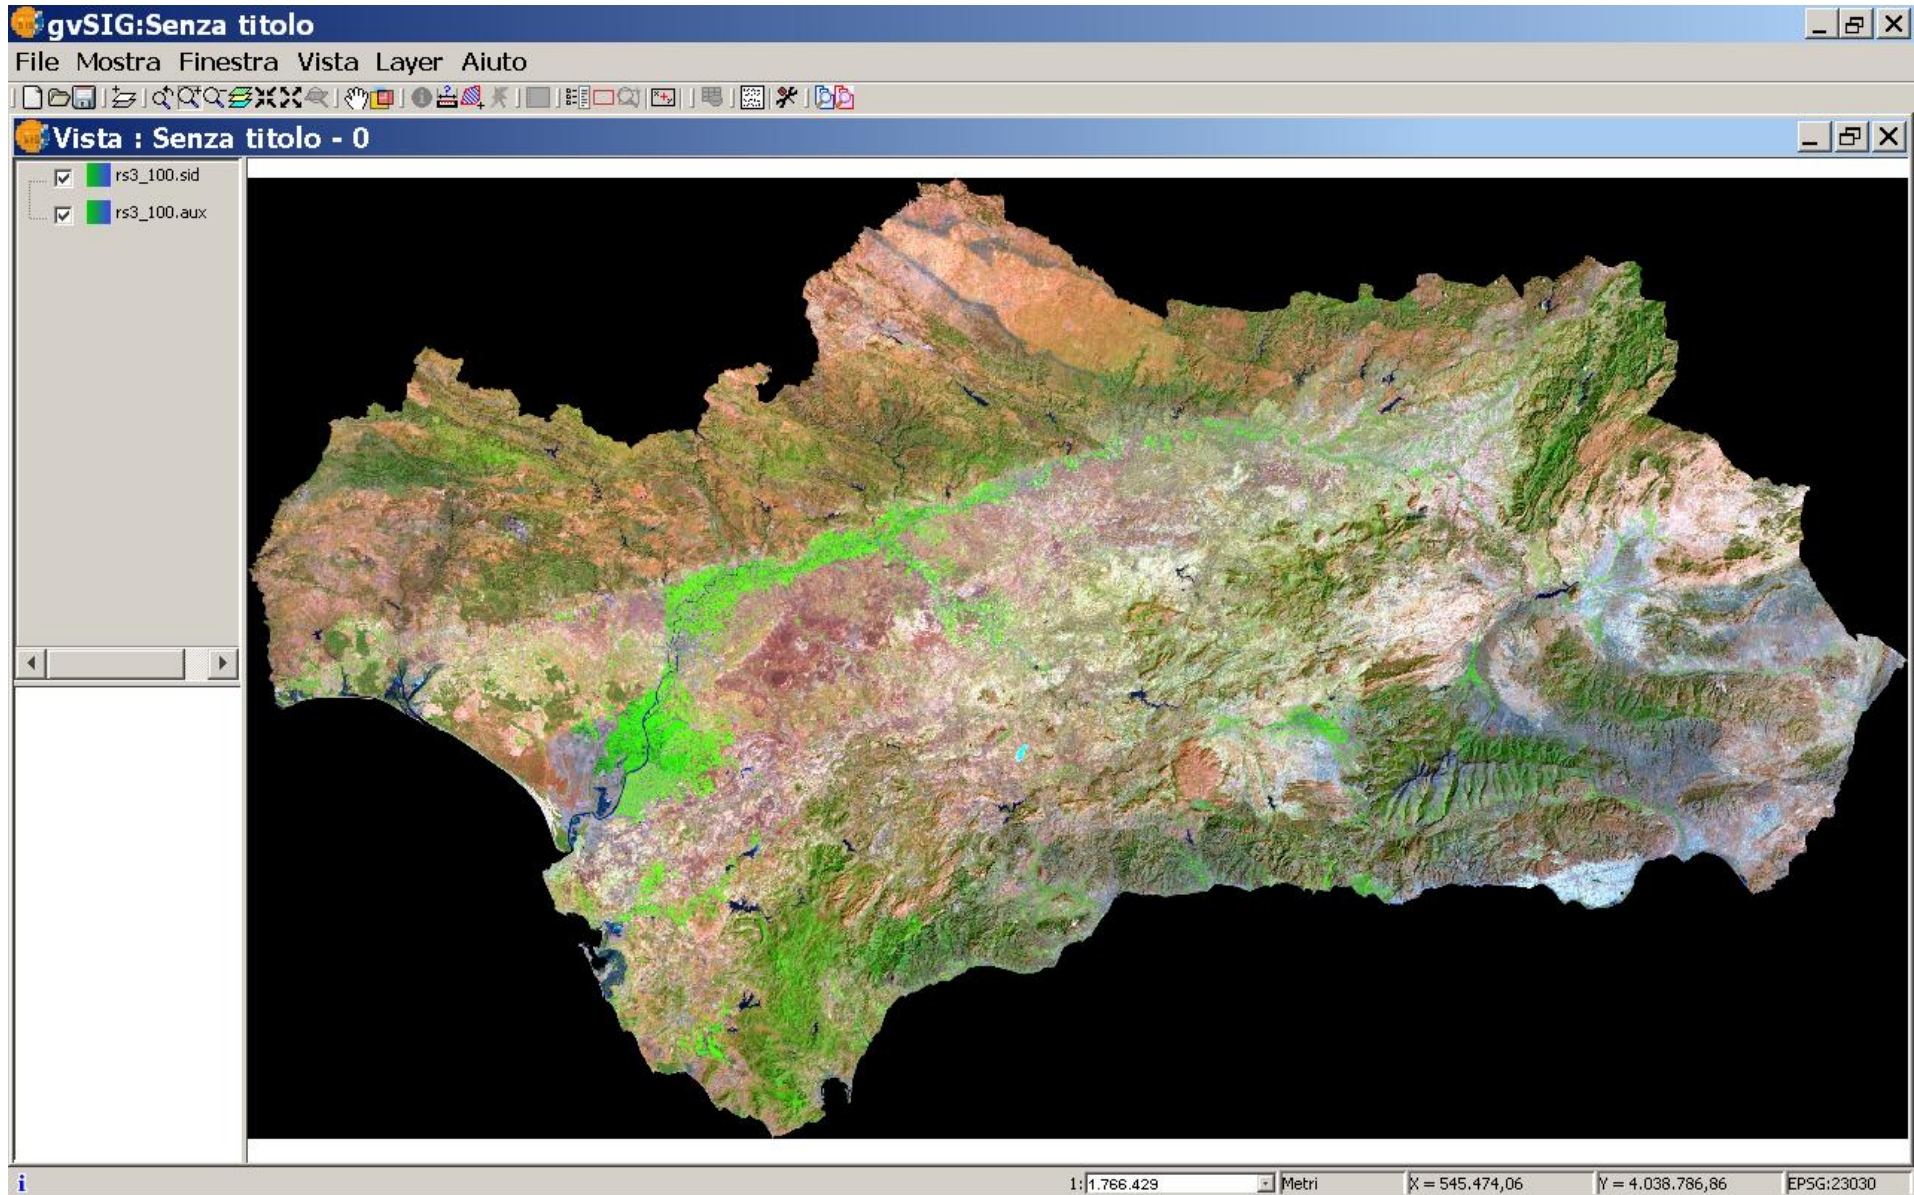 gvSIG:Senza titolo
File Mostra Finestra Vista Layer Aiuto
Vista : Senza titolo - 0
rs3_100.sid
rs3_100.aux
1: 1.766.429 Metri X = 545.474,06 Y = 4.038.786,86 EPSG:23030